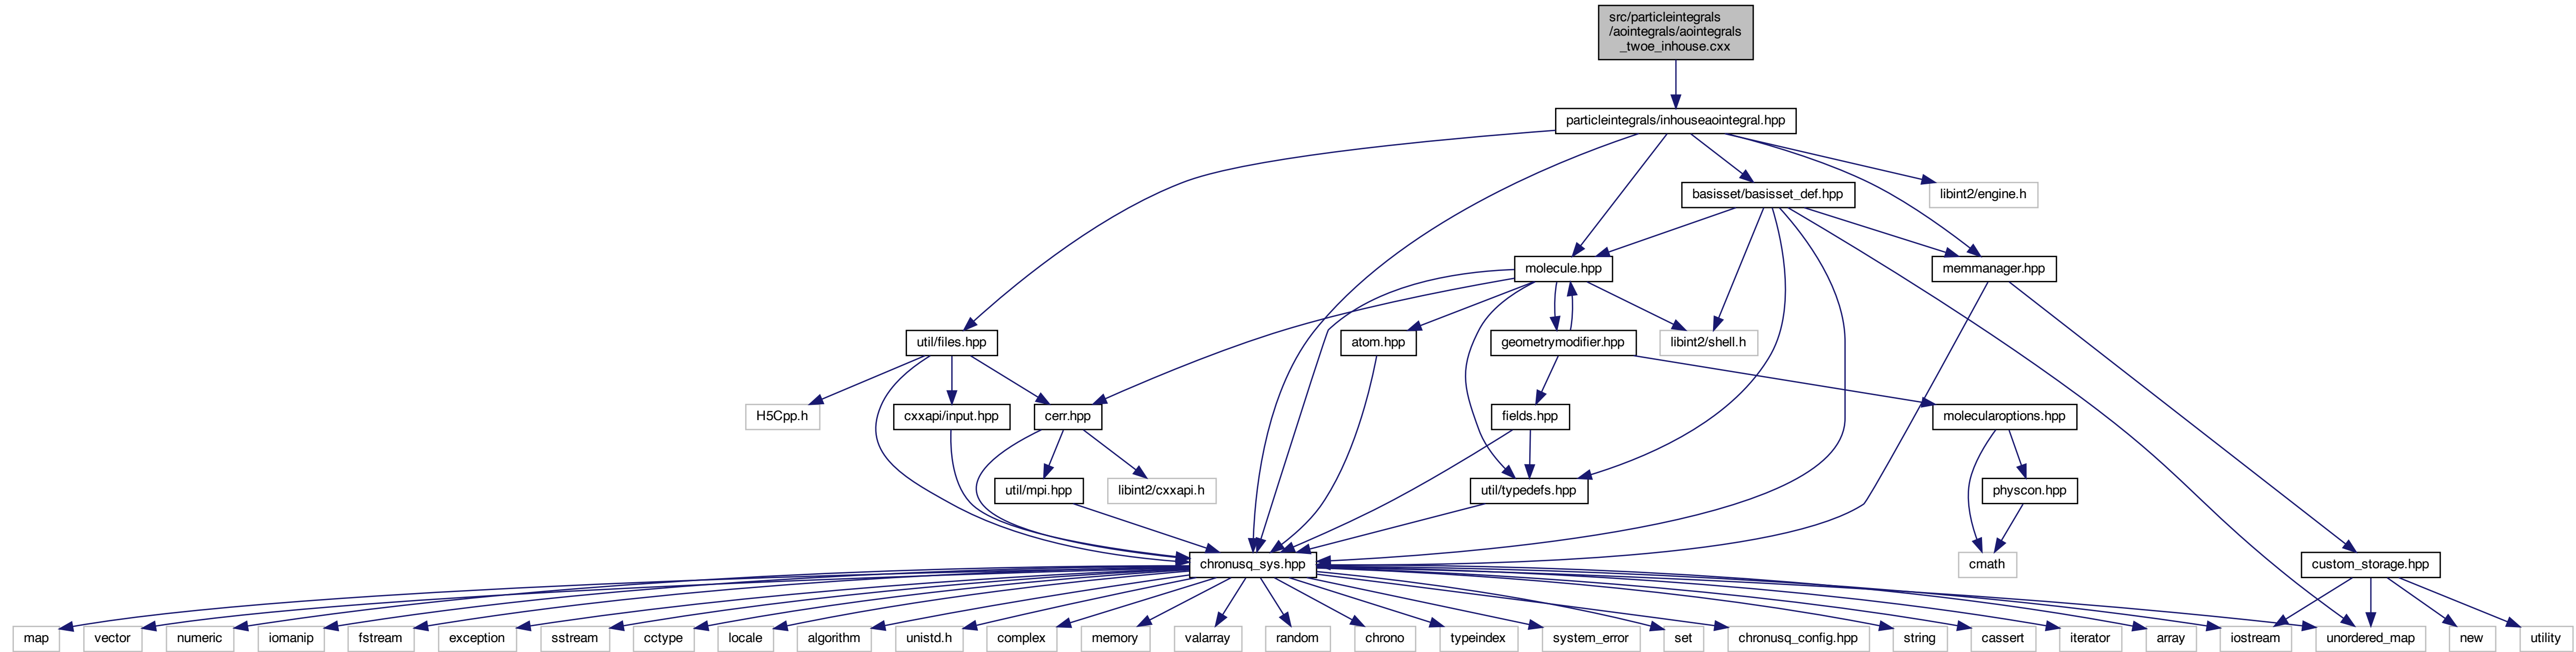 src/particleintegrals
/aointegrals/aointegrals
_twoe_inhouse.cxx
particleintegrals/inhouseaointegral.hpp
basisset/basisset_def.hpp
libint2/engine.h
molecule.hpp
memmanager.hpp
util/files.hpp
atom.hpp
geometrymodifier.hpp
libint2/shell.h
H5Cpp.h
cxxapi/input.hpp
cerr.hpp
fields.hpp
molecularoptions.hpp
util/mpi.hpp
libint2/cxxapi.h
util/typedefs.hpp
physcon.hpp
chronusq_sys.hpp
cmath
custom_storage.hpp
map
vector
numeric
iomanip
fstream
exception
sstream
cctype
locale
algorithm
unistd.h
complex
memory
valarray
random
chrono
typeindex
system_error
set
chronusq_config.hpp
string
cassert
iterator
array
iostream
unordered_map
new
utility